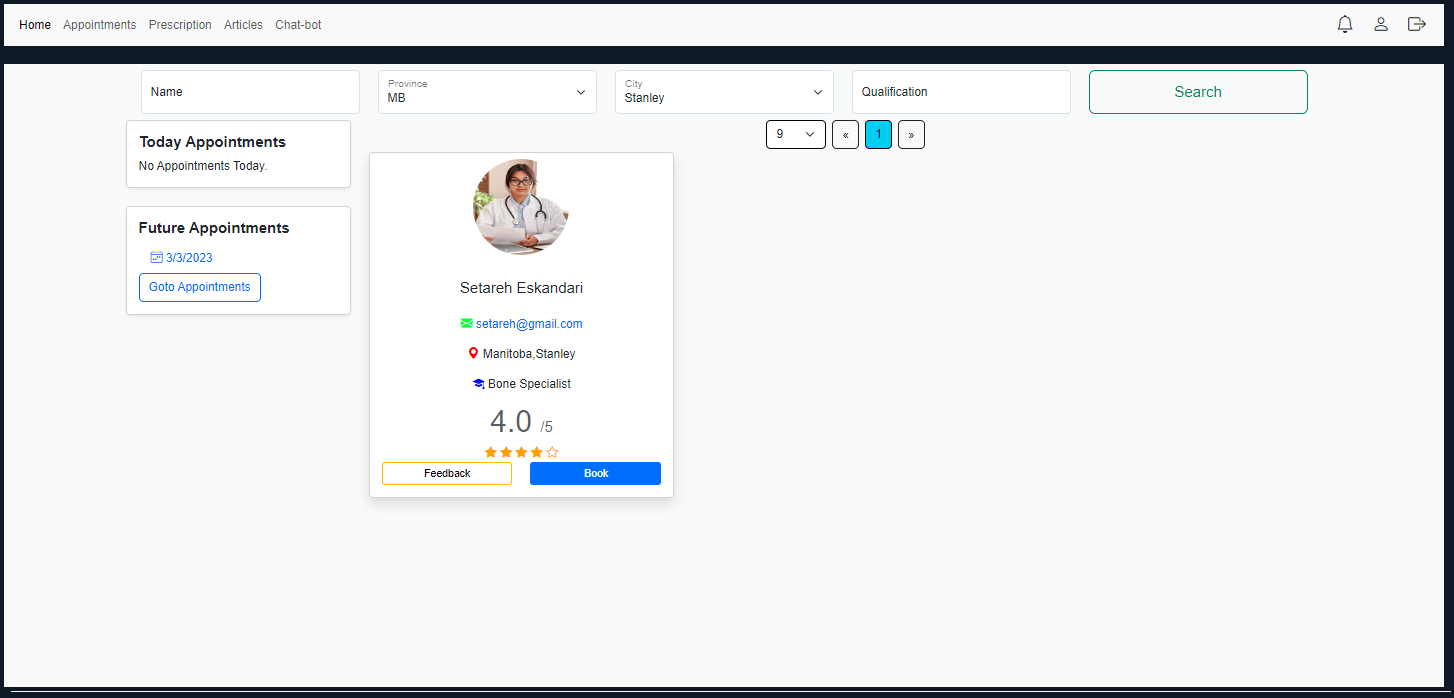 Home Appointments Prescription Articles Chat-bot
Name
Province
MB
City
Stanley
Qualification
Search
Today Appointments
No Appointments Today.
9 « 1 »
Future Appointments
3/3/2023
Goto Appointments
Setareh Eskandari
setareh@gmail.com
Manitoba,Stanley
Bone Specialist
4.0 /5
Feedback Book